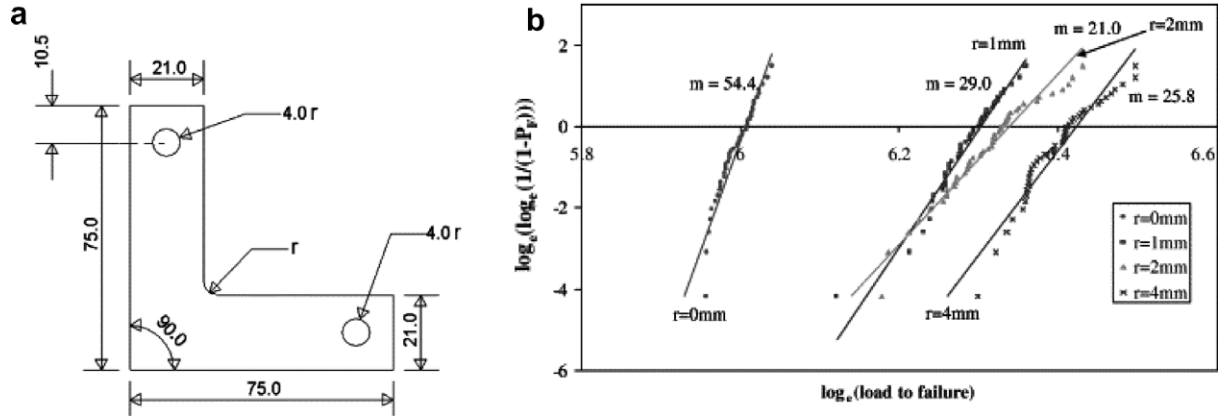 a
10.5
21.0
4.0 r
75.0
r
4.0 r
90.0
21.0
75.0
b
log_e(log_e(1/(1-P_F)))
2
0
-2
-4
-6
5.8
6
6.2
6.4
6.6
m = 54.4
r=1mm
m = 29.0
m = 21.0
r=2mm
m = 25.8
r=0mm
r=4mm
r=0mm
r=1mm
r=2mm
r=4mm
log_e(load to failure)